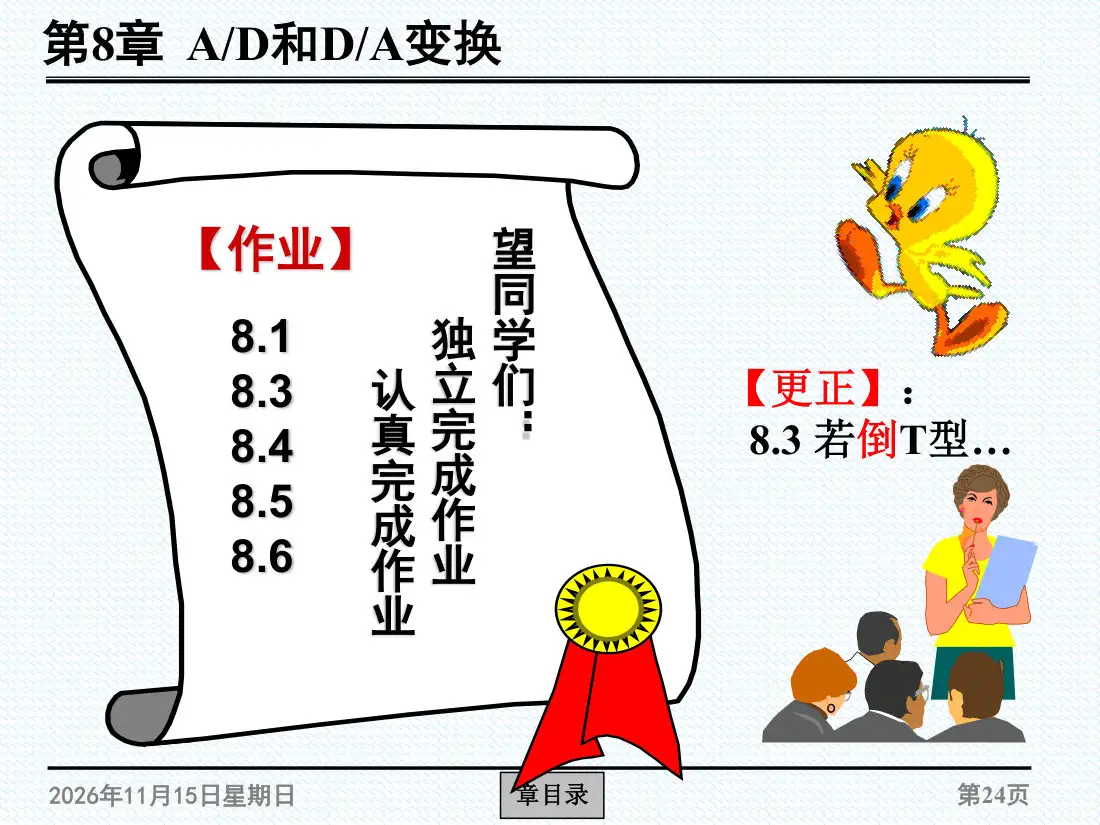 第8章 A/D和D/A变换
【作业】
8.1
8.3
8.4
8.5
8.6
望同学们：
独立完成作业
认真完成作业
【更正】：
8.3 若倒T型…
2026年11月15日星期日
章目录
第24页